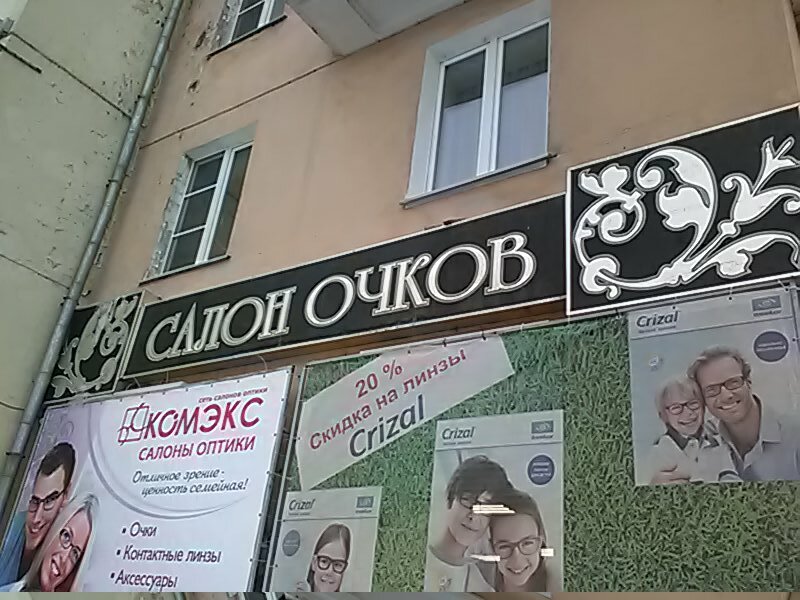 САЛОН ОЧКОВ
сеть салонов оптики
КОМЭКС
САЛОНЫ ОПТИКИ
Отличное зрение -
ценность семейная!
• Очки
• Контактные линзы
• Аксессуары
20 %
Скидка на линзы
Crizal
Crizal
Crizal
Crizal